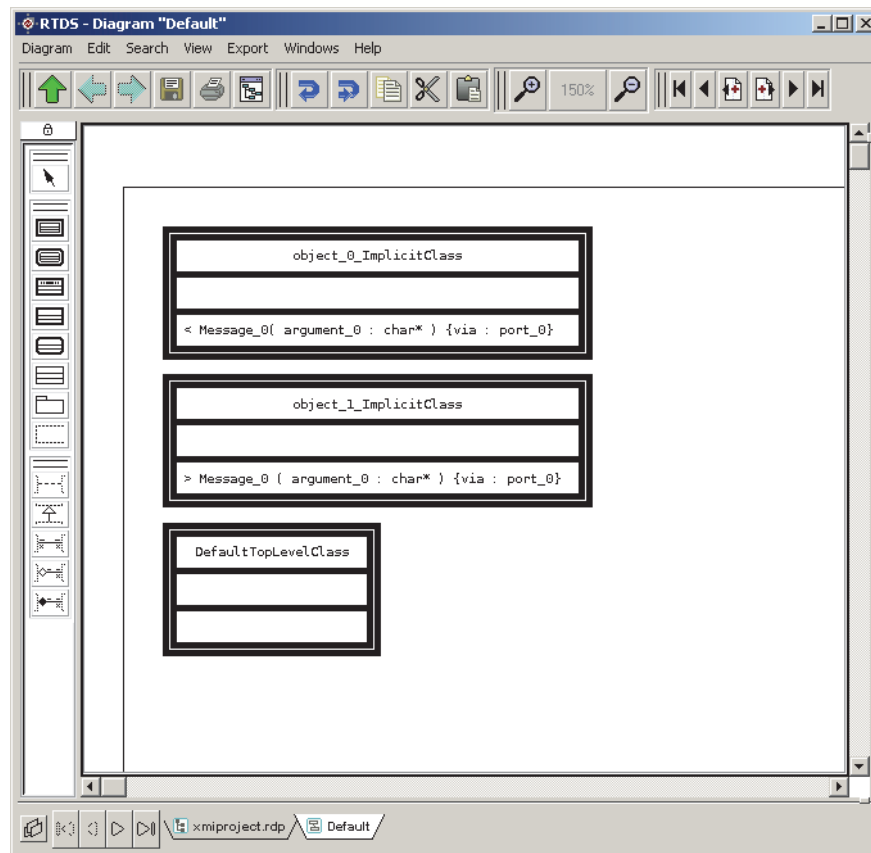 RTDS - Diagram "Default"
Diagram Edit Search View Export Windows Help
150%
object_0_ImplicitClass
< Message_0( argument_0 : char* ) {via : port_0}
object_1_ImplicitClass
> Message_0 ( argument_0 : char* ) {via : port_0}
DefaultTopLevelClass
xmiproject.rdp
Default